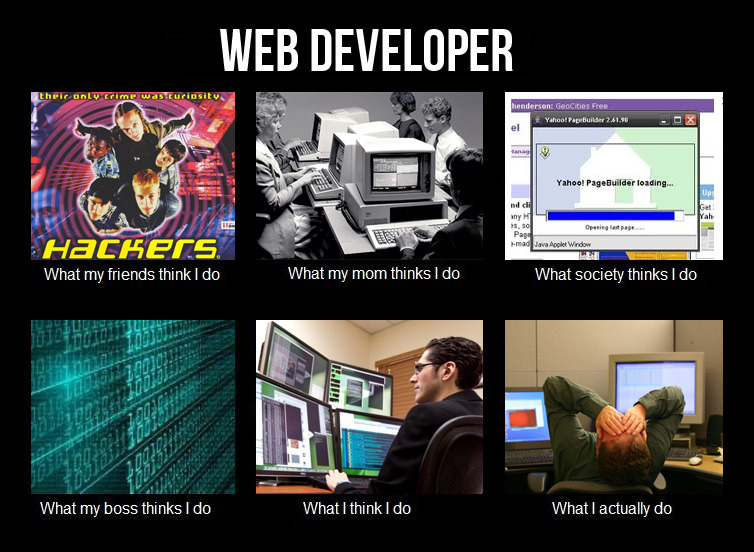 WEB DEVELOPER
their only crime was curiosity
HACKERS
What my friends think I do
What my mom thinks I do
henderson: GeoCities Free
Yahoo! PageBuilder 2.61.90
Yahoo! PageBuilder loading...
Opening last page......
Java Applet Window
What society thinks I do
What my boss thinks I do
What I think I do
What I actually do